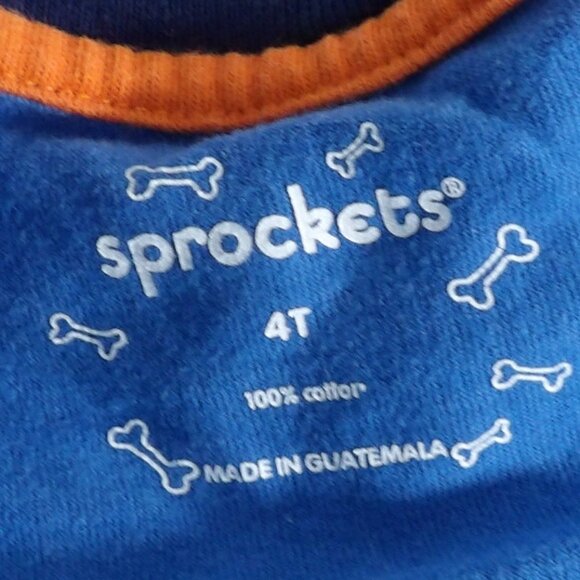 sprockets®
4T
100% cotton
MADE IN GUATEMALA